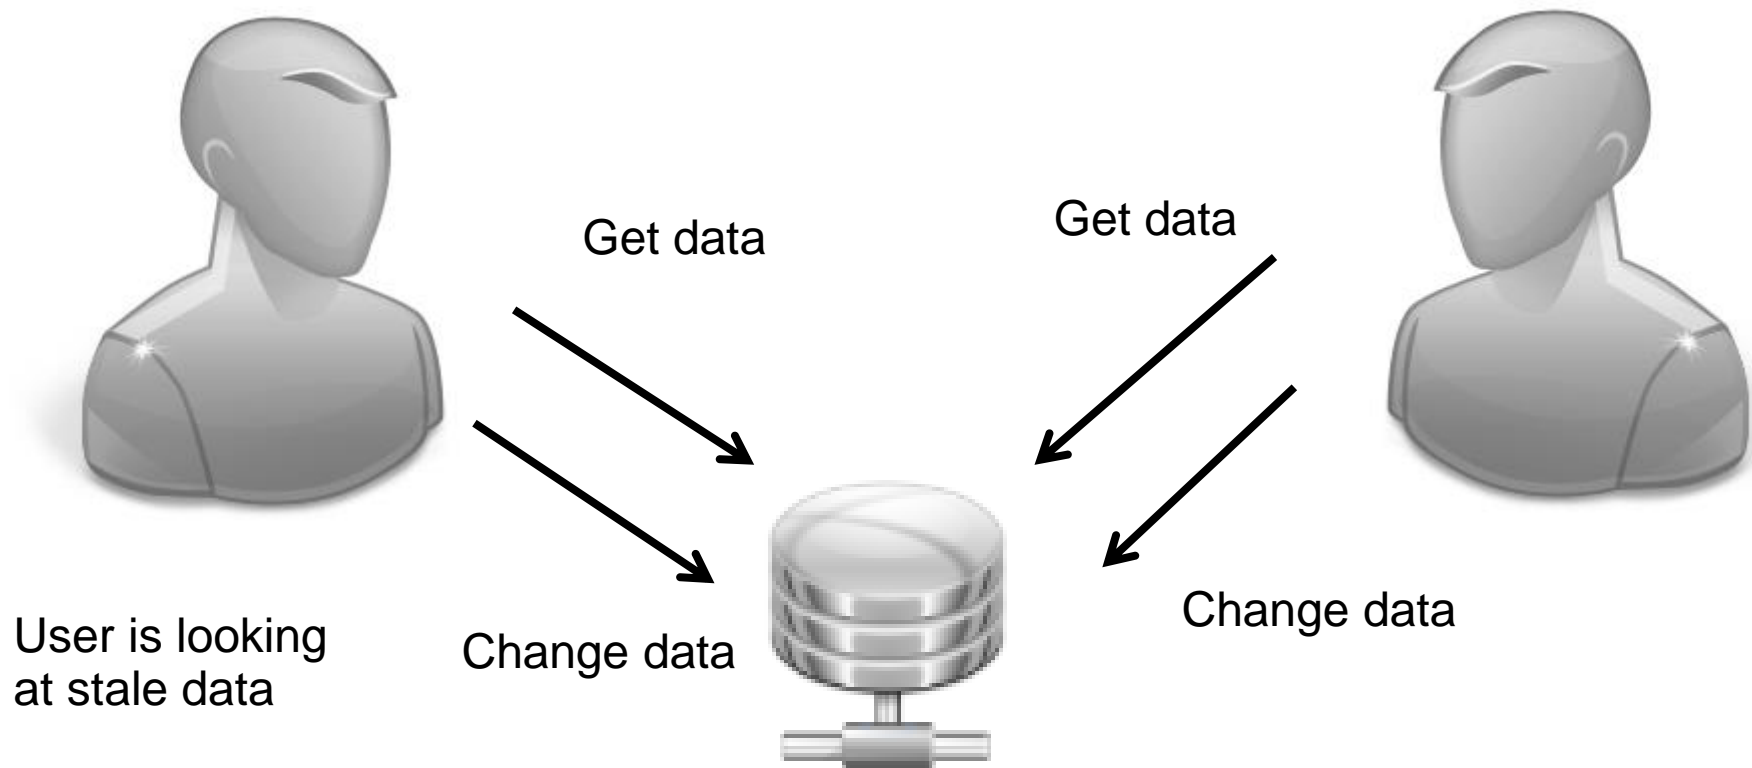 Get data
Get data
User is looking
at stale data
Change data
Change data